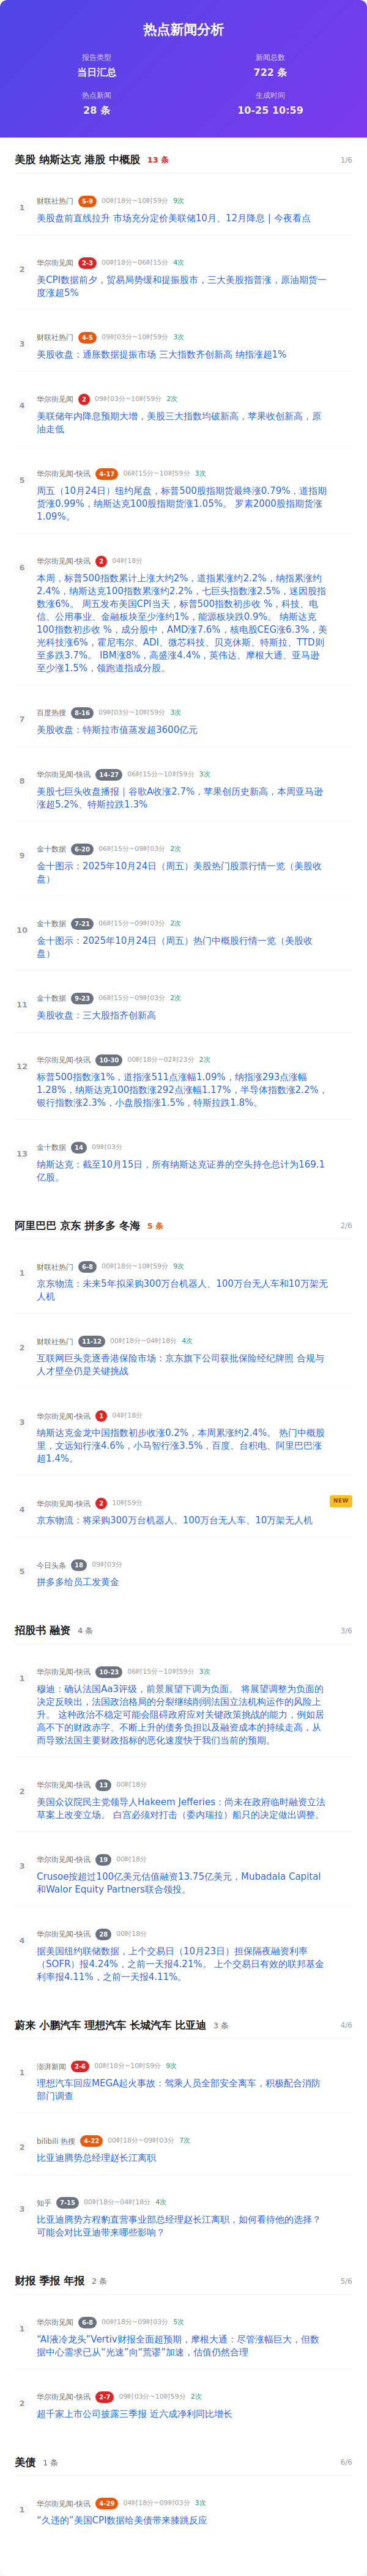 热点新闻分析
报告类型
当日汇总
新闻总数
722 条
热点新闻
28 条
生成时间
10-25 10:59
美股 纳斯达克 港股 中概股 13 条 1/6
1
财联社热门 5-9 00时18分~10时59分 9次
美股盘前直线拉升 市场充分定价美联储10月、12月降息 | 今夜看点
2
华尔街见闻 2-3 00时18分~06时15分 4次
美CPI数据前夕，贸易局势缓和提振股市，三大美股指普涨，原油期货一
度涨超5%
3
财联社热门 4-5 09时03分~10时59分 3次
美股收盘：通胀数据提振市场 三大指数齐创新高 纳指涨超1%
4
华尔街见闻 2 09时03分~10时59分 2次
美联储年内降息预期大增，美股三大指数均破新高，苹果收创新高，原
油走低
5
华尔街见闻-快讯 4-17 06时15分~10时59分 3次
周五（10月24日）纽约尾盘，标普500股指期货最终涨0.79%，道指期
货涨0.99%，纳斯达克100股指期货涨1.05%。 罗素2000股指期货涨
1.09%。
6
华尔街见闻-快讯 2 04时18分
本周，标普500指数累计上涨大约2%，道指累涨约2.2%，纳指累涨约
2.4%，纳斯达克100指数累涨约2.2%，七巨头指数涨2.5%，迷因股指
数涨6%。 周五发布美国CPI当天，标普500指数初步收 %，科技、电
信、公用事业、金融板块至少涨约1%，能源板块跌0.9%。 纳斯达克
100指数初步收 %，成分股中，AMD涨7.6%，核电股CEG涨6.3%，美
光科技涨6%，霍尼韦尔、ADI、微芯科技、贝克休斯、特斯拉、TTD则
至多跌3.7%。 IBM涨8%，高盛涨4.4%，英伟达、摩根大通、亚马逊
至少涨1.5%，领跑道指成分股。
7
百度热搜 8-16 09时03分~10时59分 3次
美股收盘：特斯拉市值蒸发超3600亿元
8
华尔街见闻-快讯 14-27 06时15分~10时59分 3次
美股七巨头收盘播报｜谷歌A收涨2.7%，苹果创历史新高，本周亚马逊
涨超5.2%、特斯拉跌1.3%
9
金十数据 6-20 06时15分~09时03分 2次
金十图示：2025年10月24日（周五）美股热门股票行情一览（美股收
盘）
10
金十数据 7-21 06时15分~09时03分 2次
金十图示：2025年10月24日（周五）热门中概股行情一览（美股收
盘）
11
金十数据 9-23 06时15分~09时03分 2次
美股收盘：三大股指齐创新高
12
华尔街见闻-快讯 10-30 00时18分~02时23分 2次
标普500指数涨1%，道指涨511点涨幅1.09%，纳指涨293点涨幅
1.28%，纳斯达克100指数涨292点涨幅1.17%，半导体指数涨2.2%，
银行指数涨2.3%，小盘股指涨1.5%，特斯拉跌1.8%。
13
金十数据 14 09时03分
纳斯达克：截至10月15日，所有纳斯达克证券的空头持仓总计为169.1
亿股。
阿里巴巴 京东 拼多多 冬海 5 条 2/6
1
财联社热门 6-8 00时18分~10时59分 9次
京东物流：未来5年拟采购300万台机器人、100万台无人车和10万架无
人机
2
财联社热门 11-12 00时18分~04时18分 4次
互联网巨头竞逐香港保险市场：京东旗下公司获批保险经纪牌照 合规与
人才壁垒仍是关键挑战
3
华尔街见闻-快讯 1 04时18分
纳斯达克金龙中国指数初步收涨0.2%，本周累涨约2.4%。 热门中概股
里，文远知行涨4.6%，小马智行涨3.5%，百度、台积电、阿里巴巴涨
超1.4%。
4
华尔街见闻-快讯 2 10时59分 NEW
京东物流：将采购300万台机器人、100万台无人车、10万架无人机
5
今日头条 18 09时03分
拼多多给员工发黄金
招股书 融资 4 条 3/6
1
华尔街见闻-快讯 10-23 06时15分~10时59分 3次
穆迪：确认法国Aa3评级，前景展望下调为负面。 将展望调整为负面的
决定反映出，法国政治格局的分裂继续削弱法国立法机构运作的风险上
升。 这种政治不稳定可能会阻碍政府应对关键政策挑战的能力，例如居
高不下的财政赤字、不断上升的债务负担以及融资成本的持续走高，从
而导致法国主要财政指标的恶化速度快于我们当前的预期。
2
华尔街见闻-快讯 13 00时18分
美国众议院民主党领导人Hakeem Jefferies：尚未在政府临时融资立法
草案上改变立场。 白宫必须对打击（委内瑞拉）船只的决定做出调整。
3
华尔街见闻-快讯 19 00时18分
Crusoe按超过100亿美元估值融资13.75亿美元，Mubadala Capital
和Walor Equity Partners联合领投。
4
华尔街见闻-快讯 28 00时18分
据美国纽约联储数据，上个交易日（10月23日）担保隔夜融资利率
（SOFR）报4.24%，之前一天报4.21%。 上个交易日有效的联邦基金
利率报4.11%，之前一天报4.11%。
蔚来 小鹏汽车 理想汽车 长城汽车 比亚迪 3 条 4/6
1
澎湃新闻 2-6 00时18分~10时59分 9次
理想汽车回应MEGA起火事故：驾乘人员全部安全离车，积极配合消防
部门调查
2
bilibili 热搜 4-22 00时18分~09时03分 7次
比亚迪腾势总经理赵长江离职
3
知乎 7-15 00时18分~04时18分 4次
比亚迪腾势方程豹直营事业部总经理赵长江离职，如何看待他的选择？
可能会对比亚迪带来哪些影响？
财报 季报 年报 2 条 5/6
1
华尔街见闻 6-8 00时18分~09时03分 5次
“AI液冷龙头”Vertiv财报全面超预期，摩根大通：尽管涨幅巨大，但数
据中心需求已从“光速”向“荒谬”加速，估值仍然合理
2
华尔街见闻-快讯 2-7 09时03分~10时59分 2次
超千家上市公司披露三季报 近六成净利同比增长
美债 1 条 6/6
1
华尔街见闻-快讯 4-29 04时18分~09时03分 3次
“久违的”美国CPI数据给美债带来膝跳反应